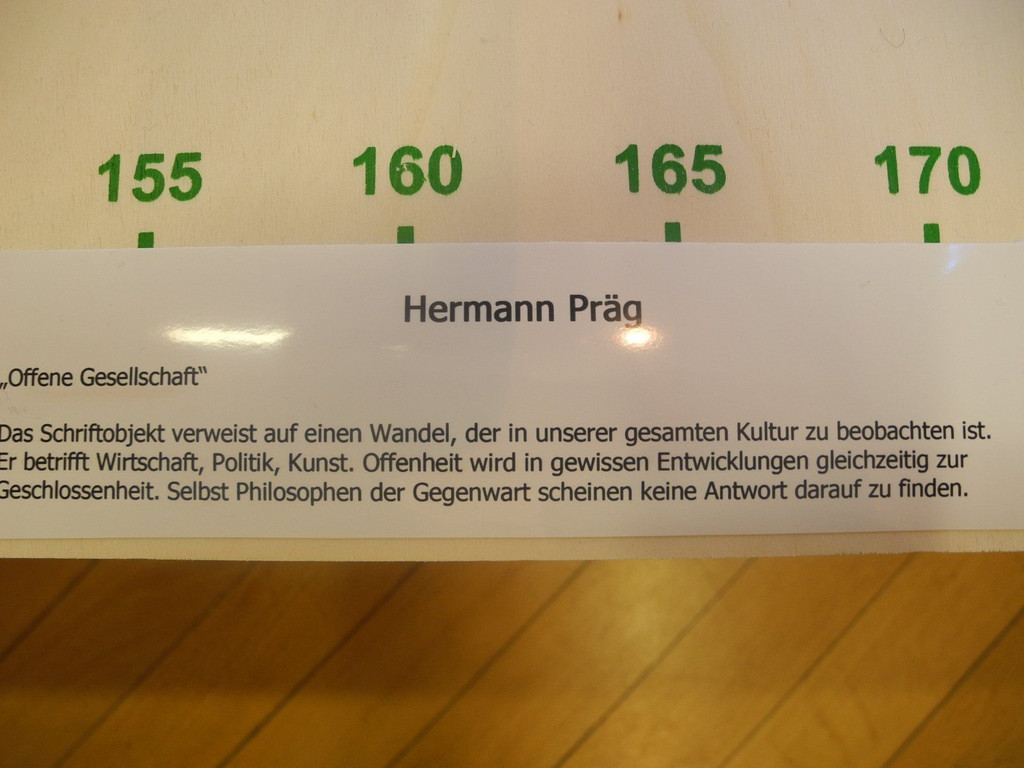 155 160 165 170
Hermann Präg
„Offene Gesellschaft“
Das Schriftobjekt verweist auf einen Wandel, der in unserer gesamten Kultur zu beobachten ist.
Er betrifft Wirtschaft, Politik, Kunst. Offenheit wird in gewissen Entwicklungen gleichzeitig zur
Geschlossenheit. Selbst Philosophen der Gegenwart scheinen keine Antwort darauf zu finden.